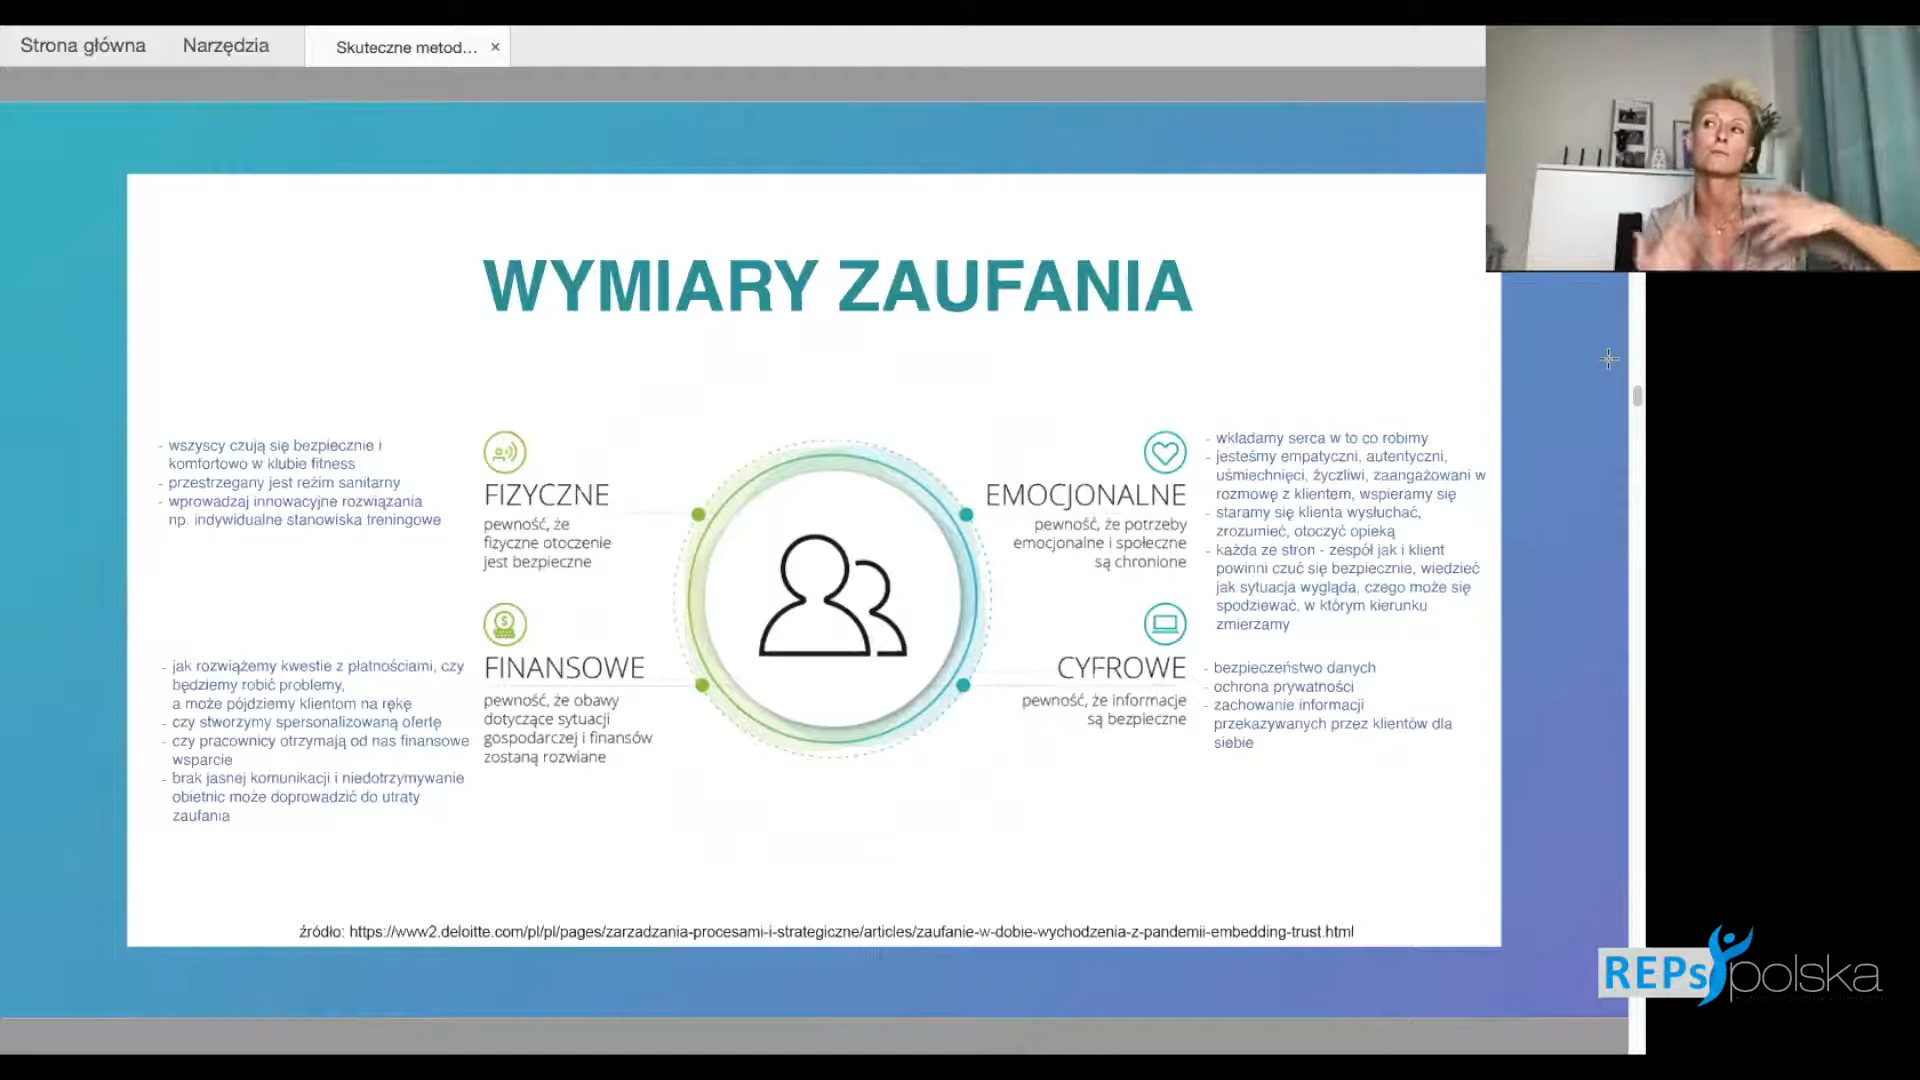 Strona główna
Narzędzia
Skuteczne metod...
WYMIARY ZAUFANIA
- wszyscy czują się bezpiecznie i
komfortowo w klubie fitness
- przestrzegany jest reżim sanitarny
- wprowadzaj innowacyjne rozwiązania
np. indywidualne stanowiska treningowe
FIZYCZNE
pewność, że
fizyczne otoczenie
jest bezpieczne
EMOCJONALNE
pewność, że potrzeby
emocjonalne i społeczne
są chronione
- wkładamy serca w to co robimy
- jesteśmy empatyczni, autentyczni,
uśmiechnięci, życzliwi, zaangażowani w
rozmowę z klientem, wspieramy się
- staramy się klienta wysłuchać,
zrozumieć, otoczyć opieką
- każda ze stron - zespół jak i klient
powinni czuć się bezpiecznie, wiedzieć
jak sytuacja wygląda, czego może się
spodziewać, w którym kierunku
zmierzamy
- jak rozwiążemy kwestie z płatnościami, czy
będziemy robić problemy,
a może pójdziemy klientom na rękę
- czy stworzymy spersonalizowaną ofertę
- czy pracownicy otrzymają od nas finansowe
wsparcie
- brak jasnej komunikacji i niedotrzymywanie
obietnic może doprowadzić do utraty
zaufania
FINANSOWE
pewność, że obawy
dotyczące sytuacji
gospodarczej i finansów
zostaną rozwiane
CYFROWE
pewność, że informacje
są bezpieczne
- bezpieczeństwo danych
- ochrona prywatności
- zachowanie informacji
przekazywanych przez klientów dla
siebie
źródło: https://www2.deloitte.com/pl/pl/pages/zarzadzania-procesami-i-strategiczne/articles/zaufanie-w-dobie-wychodzenia-z-pandemii-embedding-trust.html
REPs polska